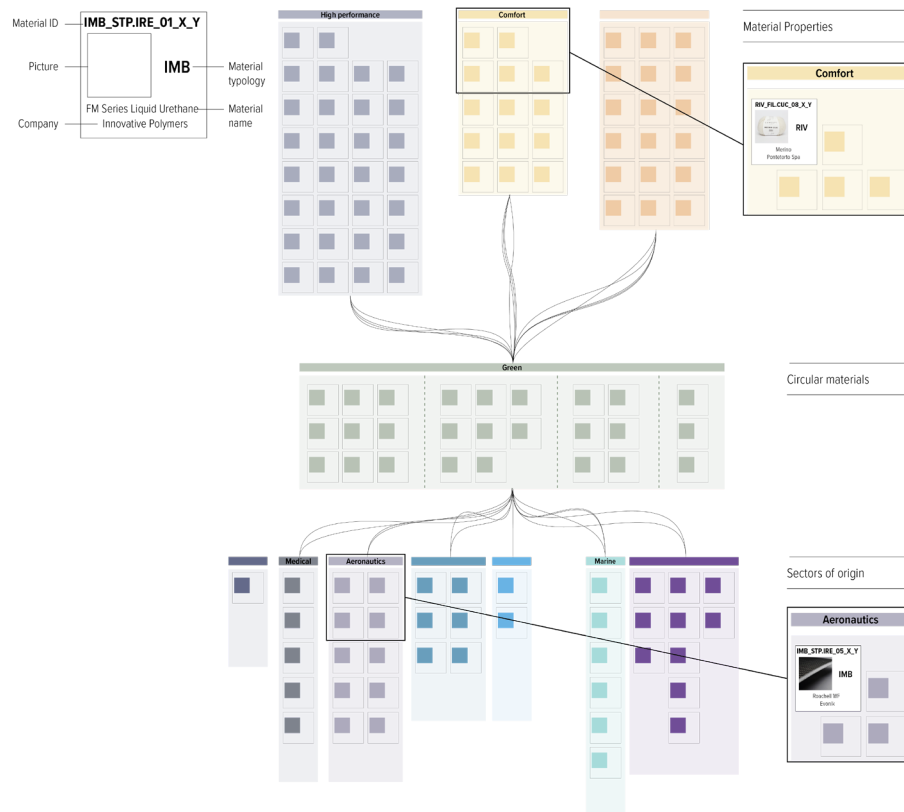 Material ID
IMB_STP.IRE_01_X_Y
Picture
IMB
Material
typology
FM Series Liquid Urethane
Material
name
Company
Innovative Polymers
High performance
Comfort
Material Properties
Comfort
RIV_FIL.CUC_08_X_Y
RIV
Merino
Pontetorto Spa
Green
Circular materials
Medical
Aeronautics
Marine
Sectors of origin
Aeronautics
IMB_STP.IRE_05_X_Y
IMB
Evonik